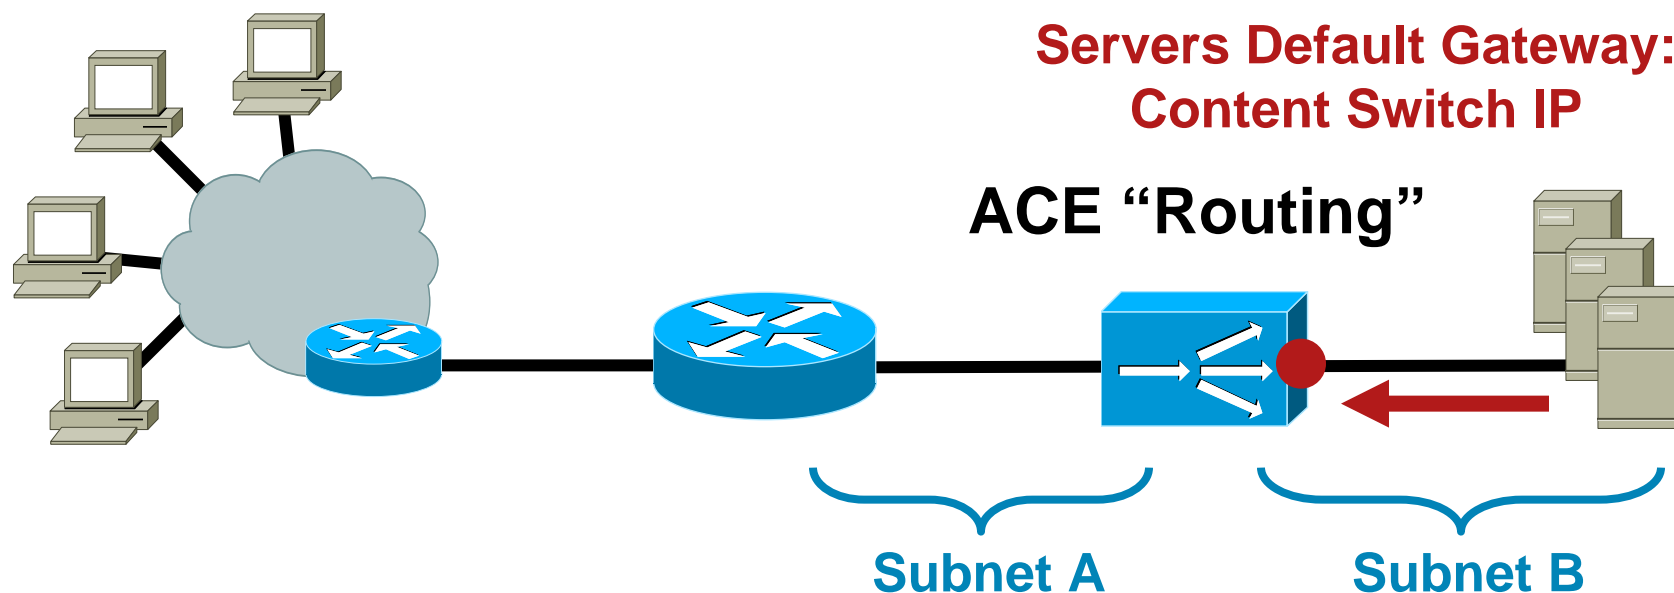 Servers Default Gateway:
Content Switch IP
ACE “Routing”
Subnet A
Subnet B